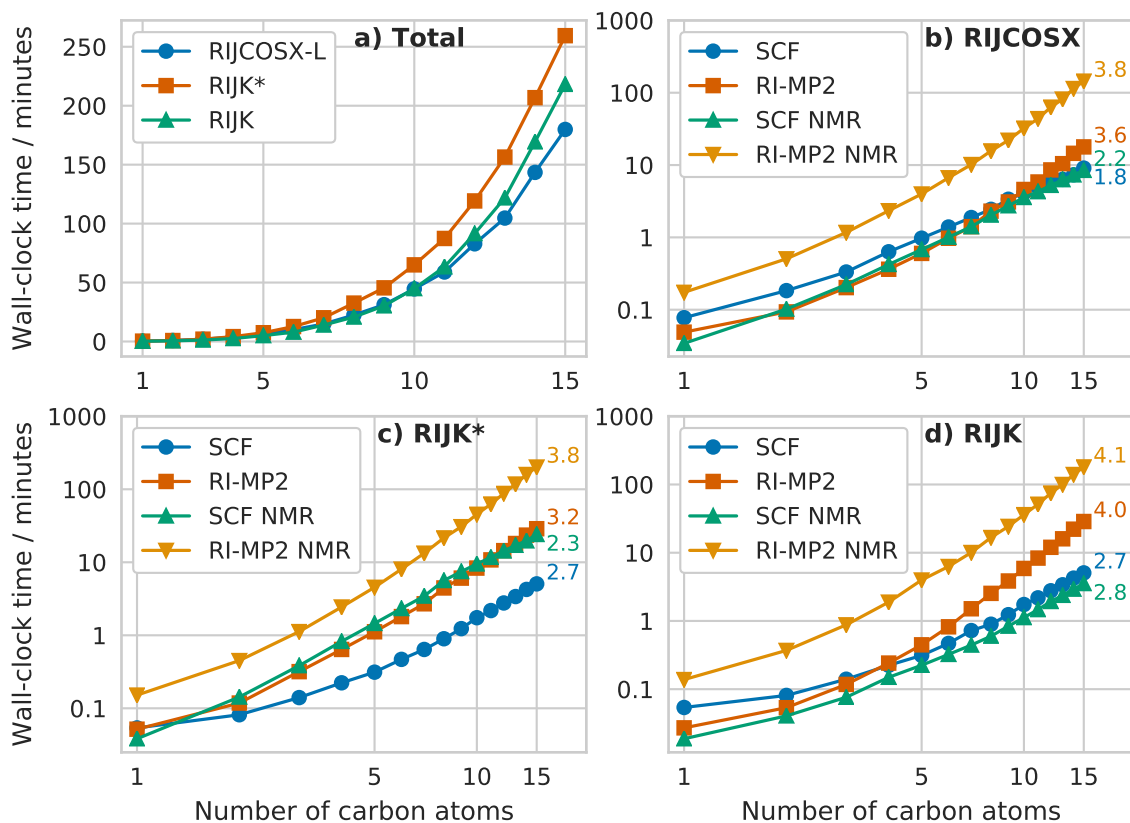 a) Total
RIJCOSX-L
RIJK*
RIJK
Wall-clock time / minutes
250
200
150
100
50
0
1
5
10
15
b) RIJCOSX
SCF
RI-MP2
SCF NMR
RI-MP2 NMR
1000
100
10
1
0.1
3.8
3.6
2.2
1.8
1
5
10
15
c) RIJK*
SCF
RI-MP2
SCF NMR
RI-MP2 NMR
Wall-clock time / minutes
1000
100
10
1
0.1
3.8
3.2
2.3
2.7
1
5
10
15
Number of carbon atoms
d) RIJK
SCF
RI-MP2
SCF NMR
RI-MP2 NMR
1000
100
10
1
0.1
4.1
4.0
2.7
2.8
1
5
10
15
Number of carbon atoms